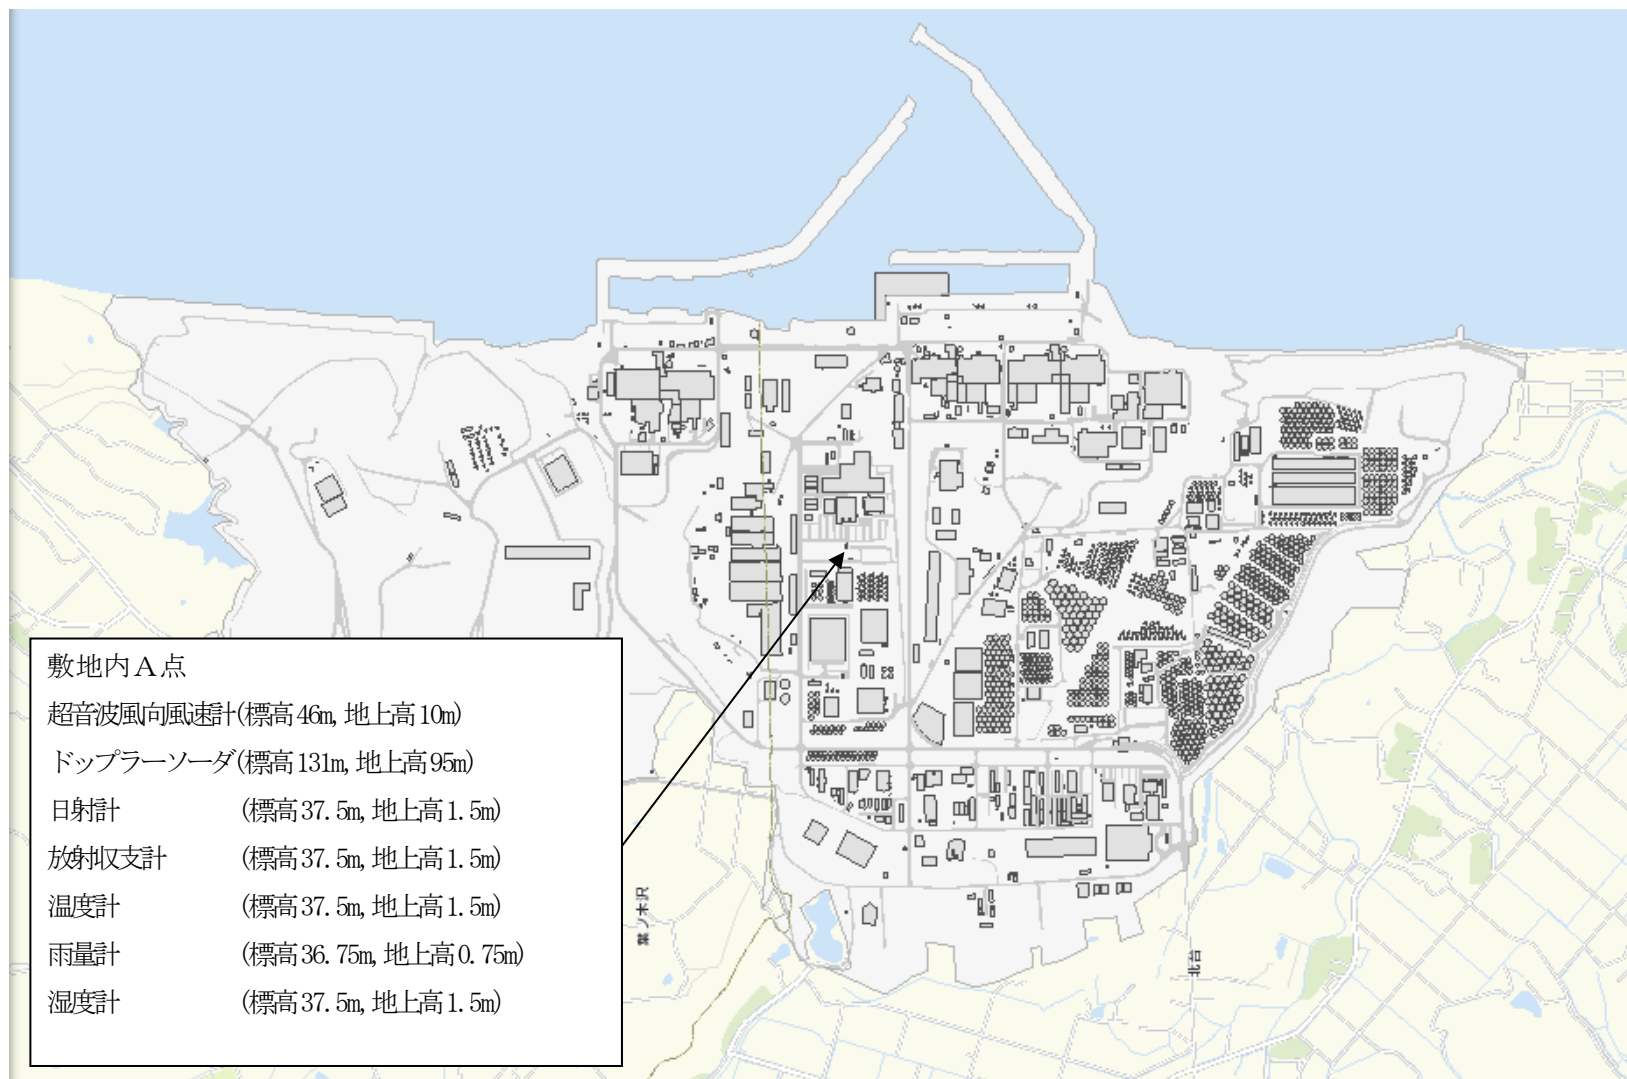 敷地内A点
超音波風向風速計(標高46m, 地上高10m)
ドップラーソーダ(標高131m, 地上高95m)
日射計 (標高37.5m, 地上高1.5m)
放射収支計 (標高37.5m, 地上高1.5m)
温度計 (標高37.5m, 地上高1.5m)
雨量計 (標高36.75m, 地上高0.75m)
湿度計 (標高37.5m, 地上高1.5m)
北台